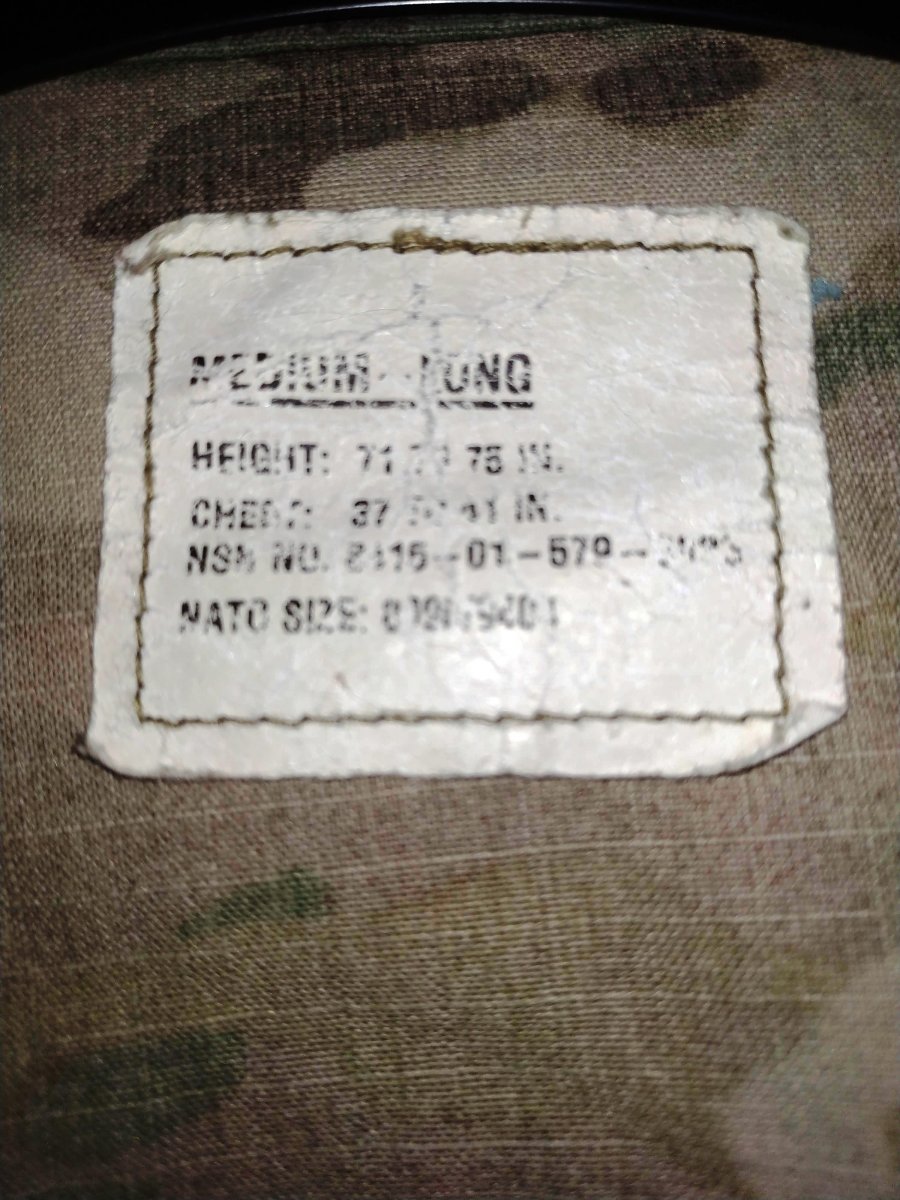 MEDIUM - LONG
HEIGHT: 71 TO 75 IN.
CHEST: 37 TO 41 IN.
NSN NO. 8415-01-579-
NATO SIZE: